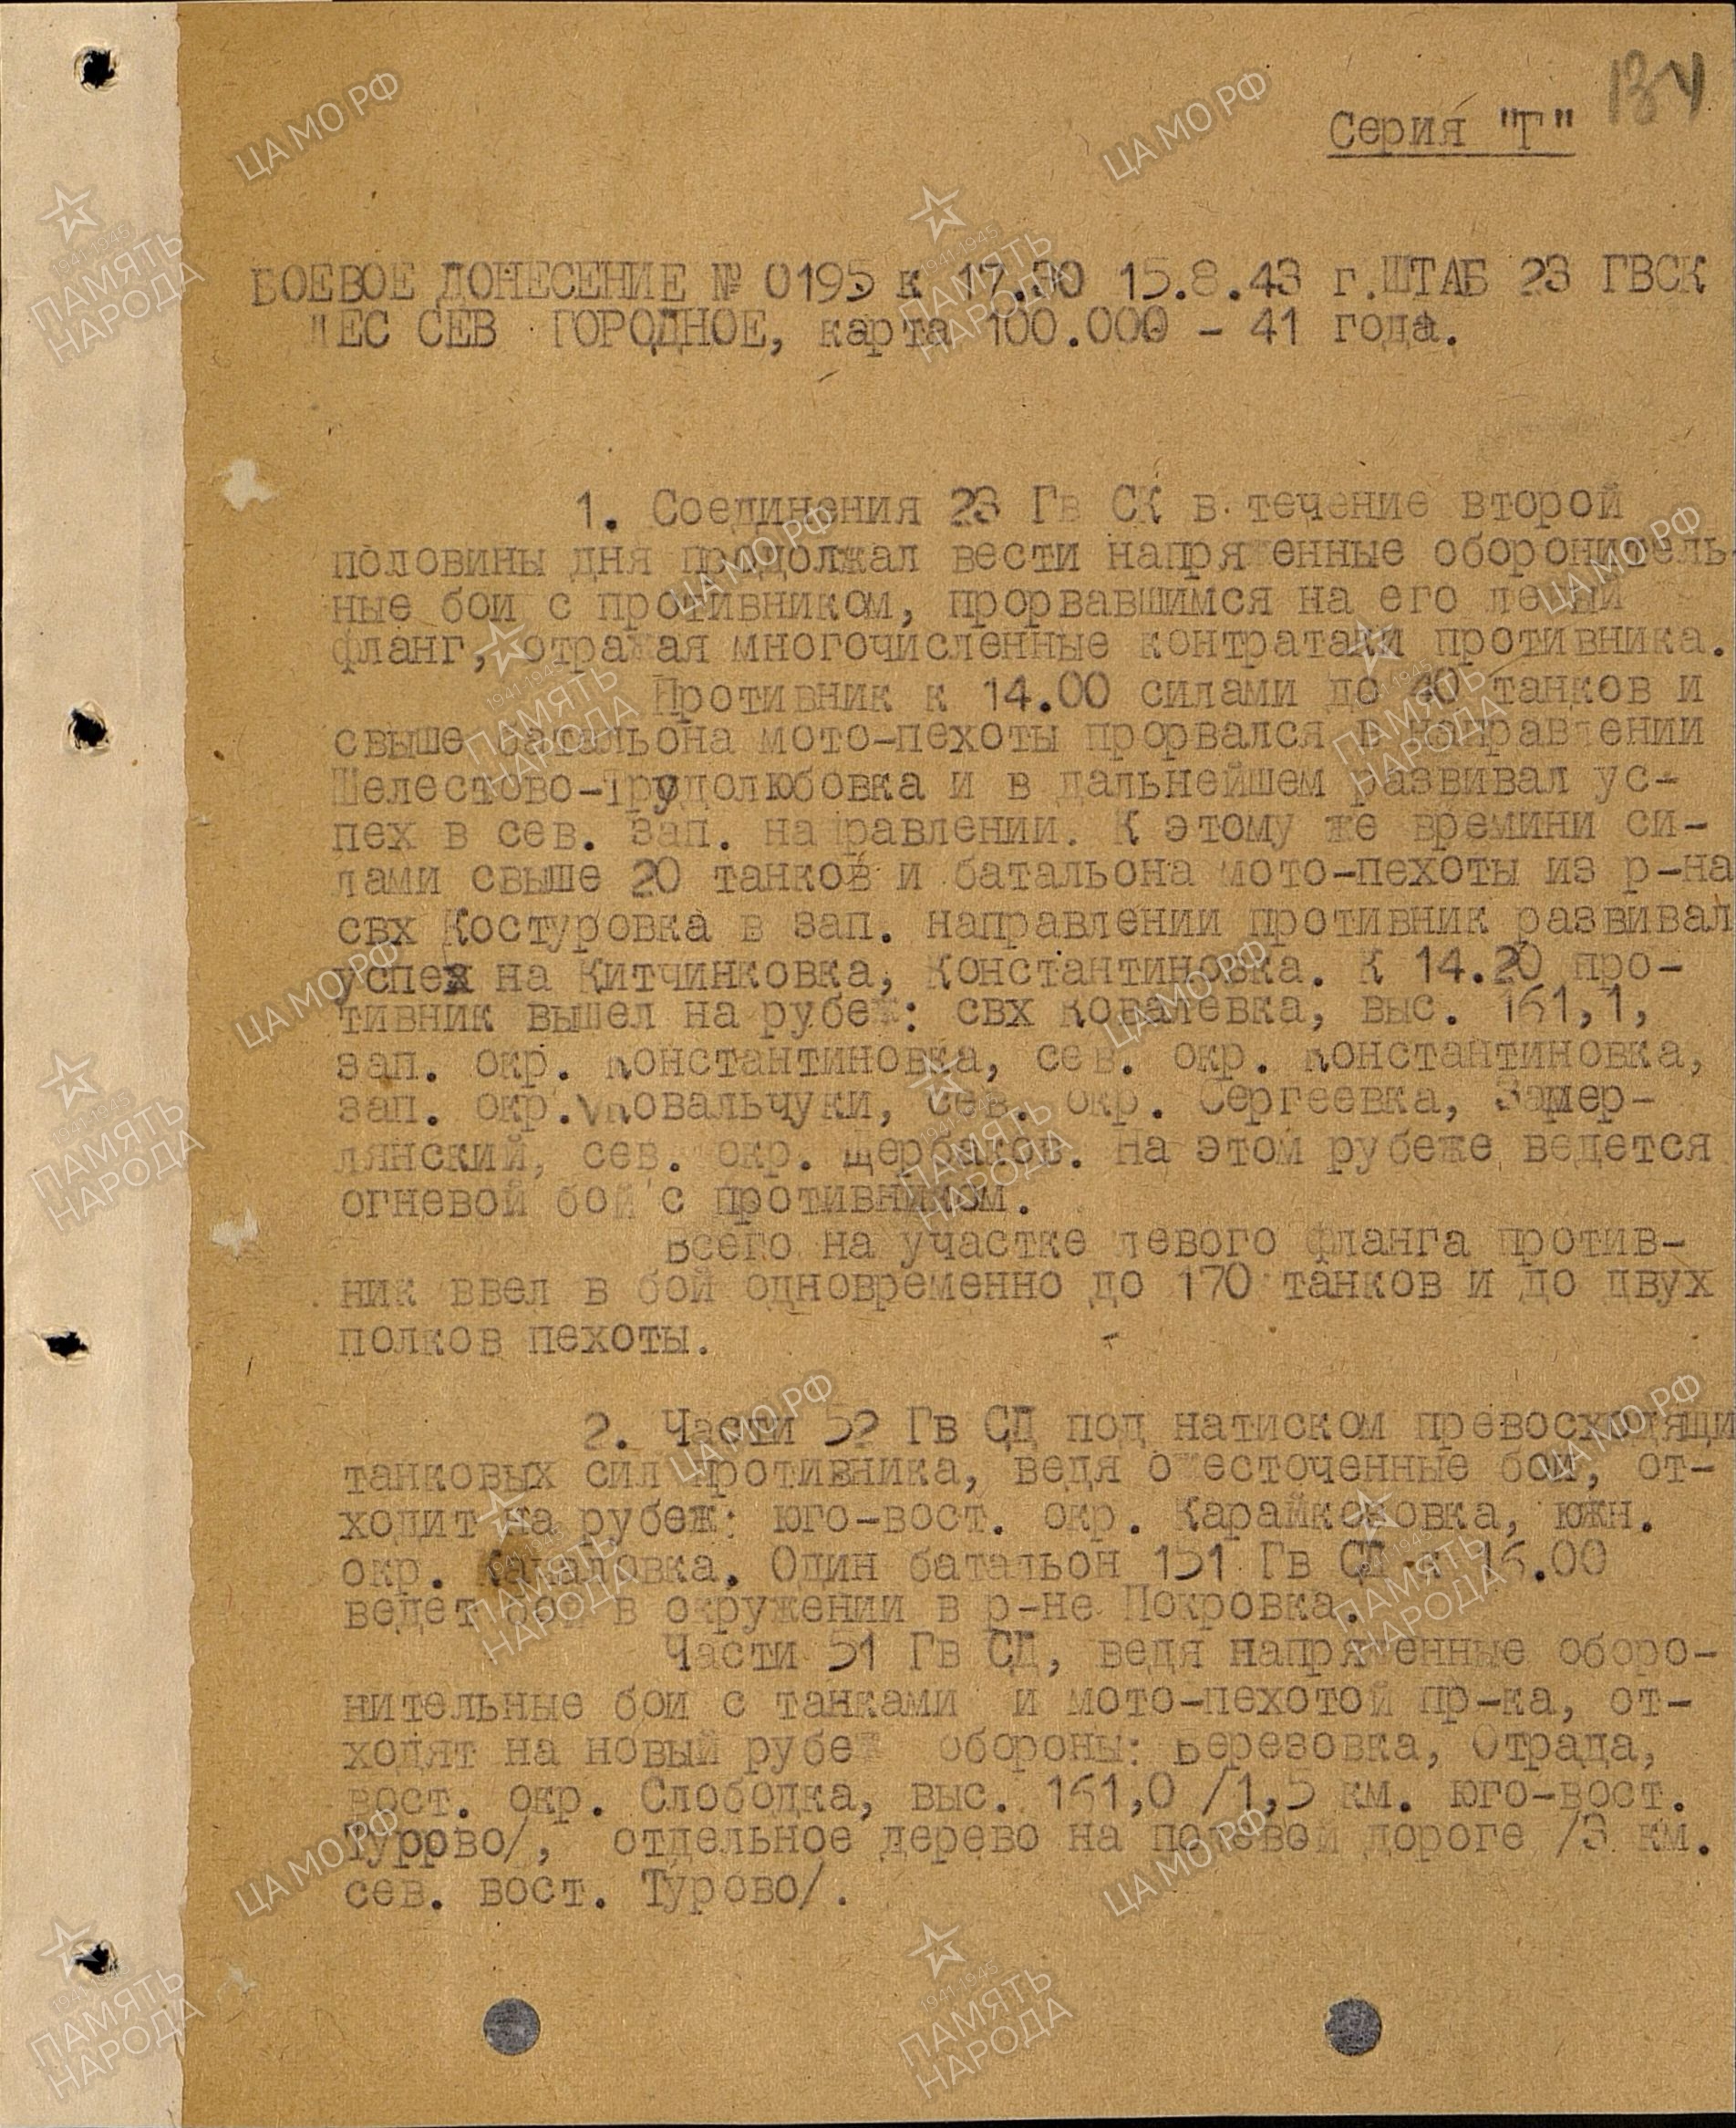 184
Серия "Г"
БОЕВОЕ ДОНЕСЕНИЕ № 0195 к 17.30 15.8.43 г.ШТАБ 23 ГВСК
ЛЕС СЕВ ГОРОДНОЕ, карта 100.000 - 41 года.
1. Соединения 23 Гв СК в течение второй
половины дня продолжал вести напряженные оборонитель
ные бои с противником, прорвавшимся на его левый
фланг, отражая многочисленные контратаки противника.
Противник к 14.00 силами до 40 танков и
свыше батальона мото-пехоты прорвался в направлении
Шелестово-Трудолюбовка и в дальнейшем развивал ус-
пех в сев. зап. направлении. К этому же времини си-
лами свыше 20 танков и батальона мото-пехоты из р-на
свх Костуровка в зап. направлении противник развивал
успех на Китчинковка, Константиновка. К 14.20 про-
тивник вышел на рубеж: свх Ковалевка, выс. 161,1,
зап. окр. Константиновка, сев. окр. Константиновка,
зап. окр. Ковальчуки, сев. окр. Сергеевка,
лянский, сев. окр. Щербаков. На этом рубеже ведется
огневой бой с противником.
Всего на участке левого фланга против-
ник ввел в бой одновременно до 170 танков и до двух
полков пехоты.
2. Части 52 Гв СД под натиском превосходящи
танковых сил противника, ведя ожесточенные бои, от-
ходит на рубеж: юго-вост. окр. Карайкозовка, южн.
окр. Качаловка. Один батальон 151 Гв СП к 16.00
ведет бой в окружении в р-не Покровка.
Части 51 Гв СД, ведя напряженные оборо-
нительные бои с танками и мото-пехотой пр-ка, от-
ходят на новый рубеж обороны: Березовка, Отрада,
вост. окр. Слободка, выс. 161,0 /1,5 км. юго-вост.
Турово/, отдельное дерево на полевой дороге /3 км.
сев. вост. Турово/.
ЦА МО РФ
1941-1945
ПАМЯТЬ
НАРОДА